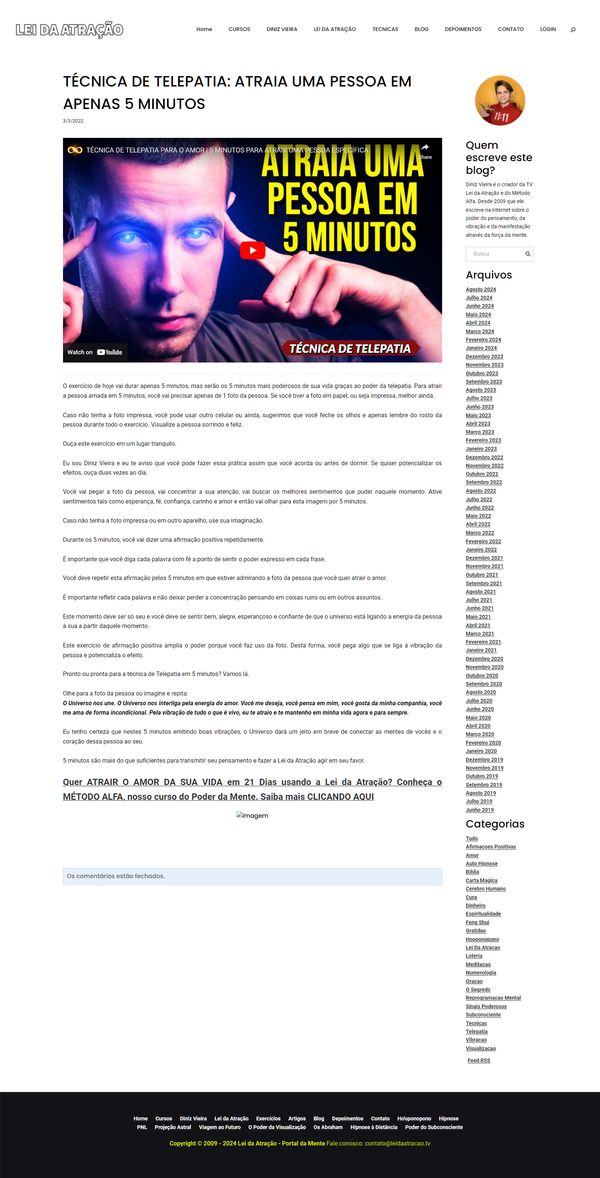 LEI DA ATRAÇÃO
Home CURSOS DINIZ VIEIRA LEI DA ATRAÇÃO TECNICAS BLOG DEPOIMENTOS CONTATO LOGIN
TÉCNICA DE TELEPATIA: ATRAIA UMA PESSOA EM
APENAS 5 MINUTOS
3/3/2022
TÉCNICA DE TELEPATIA PARA O AMOR | 5 MINUTOS PARA ATRAIR UMA PESSOA ESPECÍFICA
Share
ATRAIA UMA
PESSOA EM
5 MINUTOS
TÉCNICA DE TELEPATIA
Watch on YouTube
O exercício de hoje vai durar apenas 5 minutos, mas serão os 5 minutos mais poderosos de sua vida graças ao poder da telepatia. Para atrair
a pessoa amada em 5 minutos, você vai precisar apenas de 1 foto da pessoa. Se você tiver a foto em papel, ou seja impressa, melhor ainda.
Caso não tenha a foto impressa, você pode usar outro celular ou ainda, sugerimos que você feche os olhos e apenas lembre do rosto da
pessoa durante todo o exercício. Visualize a pessoa sorrindo e feliz.
Ouça este exercício em um lugar tranquilo.
Eu sou Diniz Vieira e eu te aviso que você pode fazer essa prática assim que você acorda ou antes de dormir. Se quiser potencializar os
efeitos, ouça duas vezes ao dia.
Você vai pegar a foto da pessoa, vai concentrar a sua atenção, vai buscar os melhores sentimentos que puder naquele momento. Ative
sentimentos tais como esperança, fé, confiança, carinho e amor e então vai olhar para esta imagem por 5 minutos.
Caso não tenha a foto impressa ou em outro aparelho, use sua imaginação.
Durante os 5 minutos, você vai dizer uma afirmação positiva repetidamente.
É importante que você diga cada palavra com fé a ponto de sentir o poder expresso em cada frase.
Você deve repetir esta afirmação pelos 5 minutos em que estiver admirando a foto da pessoa que você quer atrair o amor.
É importante refletir cada palavra e não deixar perder a concentração pensando em coisas ruins ou em outros assuntos.
Este momento deve ser só seu e você deve se sentir bem, alegre, esperançoso e confiante de que o universo está ligando a energia da pessoa
à sua a partir daquele momento.
Este exercício de afirmação positiva amplia o poder porque você faz uso da foto. Desta forma, você pega algo que se liga à vibração da
pessoa e potencializa o efeito.
Pronto ou pronta para a técnica de Telepatia em 5 minutos? Vamos lá.
Olhe para a foto da pessoa ou imagine e repita:
O Universo nos une. O Universo nos interliga pela energia do amor. Você me deseja, você pensa em mim, você gosta da minha companhia, você
me ama de forma incondicional. Pela vibração de tudo o que é vivo, eu te atraio e te mantenho em minha vida agora e para sempre.
Eu tenho certeza que nestes 5 minutos emitindo boas vibrações, o Universo dará um jeito em breve de conectar as mentes de vocês e o
coração dessa pessoa ao seu.
5 minutos são mais do que suficientes para transmitir seu pensamento e fazer a Lei da Atração agir em seu favor.
Quer ATRAIR O AMOR DA SUA VIDA em 21 Dias usando a Lei da Atração? Conheça o
MÉTODO ALFA, nosso curso do Poder da Mente. Saiba mais CLICANDO AQUI
Imagem
Os comentários estão fechados.
11:11
Quem
escreve este
blog?
Diniz Vieira é o criador da TV
Lei da Atração e do Método
Alfa. Desde 2009 que ele
escreve na Internet sobre o
poder do pensamento, da
vibração e da manifestação
através da força da mente.
Busca
Arquivos
Agosto 2024
Julho 2024
Junho 2024
Maio 2024
Abril 2024
Março 2024
Fevereiro 2024
Janeiro 2024
Dezembro 2023
Novembro 2023
Outubro 2023
Setembro 2023
Agosto 2023
Julho 2023
Junho 2023
Maio 2023
Abril 2023
Março 2023
Fevereiro 2023
Janeiro 2023
Dezembro 2022
Novembro 2022
Outubro 2022
Setembro 2022
Agosto 2022
Julho 2022
Junho 2022
Maio 2022
Abril 2022
Março 2022
Fevereiro 2022
Janeiro 2022
Dezembro 2021
Novembro 2021
Outubro 2021
Setembro 2021
Agosto 2021
Julho 2021
Junho 2021
Maio 2021
Abril 2021
Março 2021
Fevereiro 2021
Janeiro 2021
Dezembro 2020
Novembro 2020
Outubro 2020
Setembro 2020
Agosto 2020
Julho 2020
Junho 2020
Maio 2020
Abril 2020
Março 2020
Fevereiro 2020
Janeiro 2020
Dezembro 2019
Novembro 2019
Outubro 2019
Setembro 2019
Agosto 2019
Julho 2019
Junho 2019
Categorias
Tudo
Afirmacoes Positivas
Amor
Auto Hipnose
Biblia
Carta Magica
Cerebro Humano
Cura
Dinheiro
Espiritualidade
Feng Shui
Gratidao
Hooponopono
Lei Da Atracao
Loteria
Meditacao
Numerologia
Oracao
O Segredo
Reprogramacao Mental
Sinais Poderosos
Subconsciente
Tecnicas
Telepatia
Vibracao
Visualizacao
Feed RSS
Home Cursos Diniz Vieira Lei da Atração Exercícios Artigos Blog Depoimentos Contato Ho'oponopono Hipnose
PNL Projeção Astral Viagem ao Futuro O Poder da Visualização Os Abraham Hipnose à Distância Poder do Subconsciente
Copyright © 2009 - 2024 Lei da Atração - Portal da Mente Fale conosco: contato@leidaatracao.tv